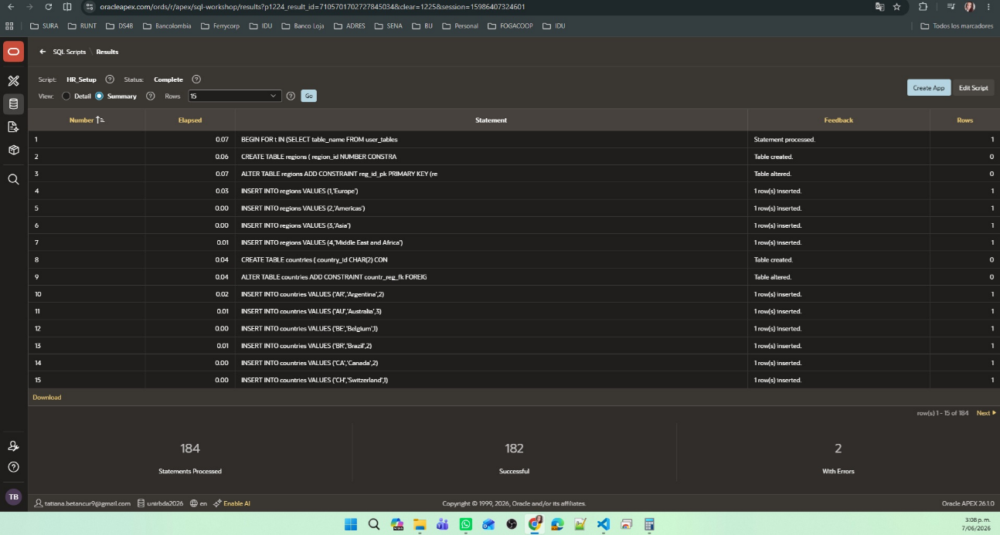 oracleapex.com/ords/r/apex/sql-workshop/results?p1224_result_id=7105701702727845034&clear=1225&session=15986407324601
SURA RUNT DS4B Bancolombia Ferrycorp IDU Banco Loja ADRES SENA BU Personal FOGACOOP IDU Todos los marcadores
SQL Scripts \ Results
Script: HR_Setup Status: Complete
View: Detail Summary Rows 15 Go Create App Edit Script
Number Elapsed Statement Feedback Rows
1 0.07 BEGIN FOR t IN (SELECT table_name FROM user_tables Statement processed. 1
2 0.06 CREATE TABLE regions ( region_id NUMBER CONSTRA Table created. 0
3 0.07 ALTER TABLE regions ADD CONSTRAINT reg_id_pk PRIMARY KEY (re Table altered. 0
4 0.03 INSERT INTO regions VALUES (1,'Europe') 1 row(s) inserted. 1
5 0.00 INSERT INTO regions VALUES (2,'Americas') 1 row(s) inserted. 1
6 0.00 INSERT INTO regions VALUES (3,'Asia') 1 row(s) inserted. 1
7 0.01 INSERT INTO regions VALUES (4,'Middle East and Africa') 1 row(s) inserted. 1
8 0.04 CREATE TABLE countries ( country_id CHAR(2) CON Table created. 0
9 0.04 ALTER TABLE countries ADD CONSTRAINT countr_reg_fk FOREIG Table altered. 0
10 0.02 INSERT INTO countries VALUES ('AR','Argentina',2) 1 row(s) inserted. 1
11 0.01 INSERT INTO countries VALUES ('AU','Australia',3) 1 row(s) inserted. 1
12 0.00 INSERT INTO countries VALUES ('BE','Belgium',1) 1 row(s) inserted. 1
13 0.01 INSERT INTO countries VALUES ('BR','Brazil',2) 1 row(s) inserted. 1
14 0.00 INSERT INTO countries VALUES ('CA','Canada',2) 1 row(s) inserted. 1
15 0.00 INSERT INTO countries VALUES ('CH','Switzerland',1) 1 row(s) inserted. 1
Download
row(s) 1 - 15 of 184 Next
184 182 2
Statements Processed Successful With Errors
TB
tatiana.betancur9@gmail.com unirbda2026 en Enable AI Copyright © 1999, 2026, Oracle and/or its affiliates. Oracle APEX 26.1.0
3:08 p. m.
7/06/2026